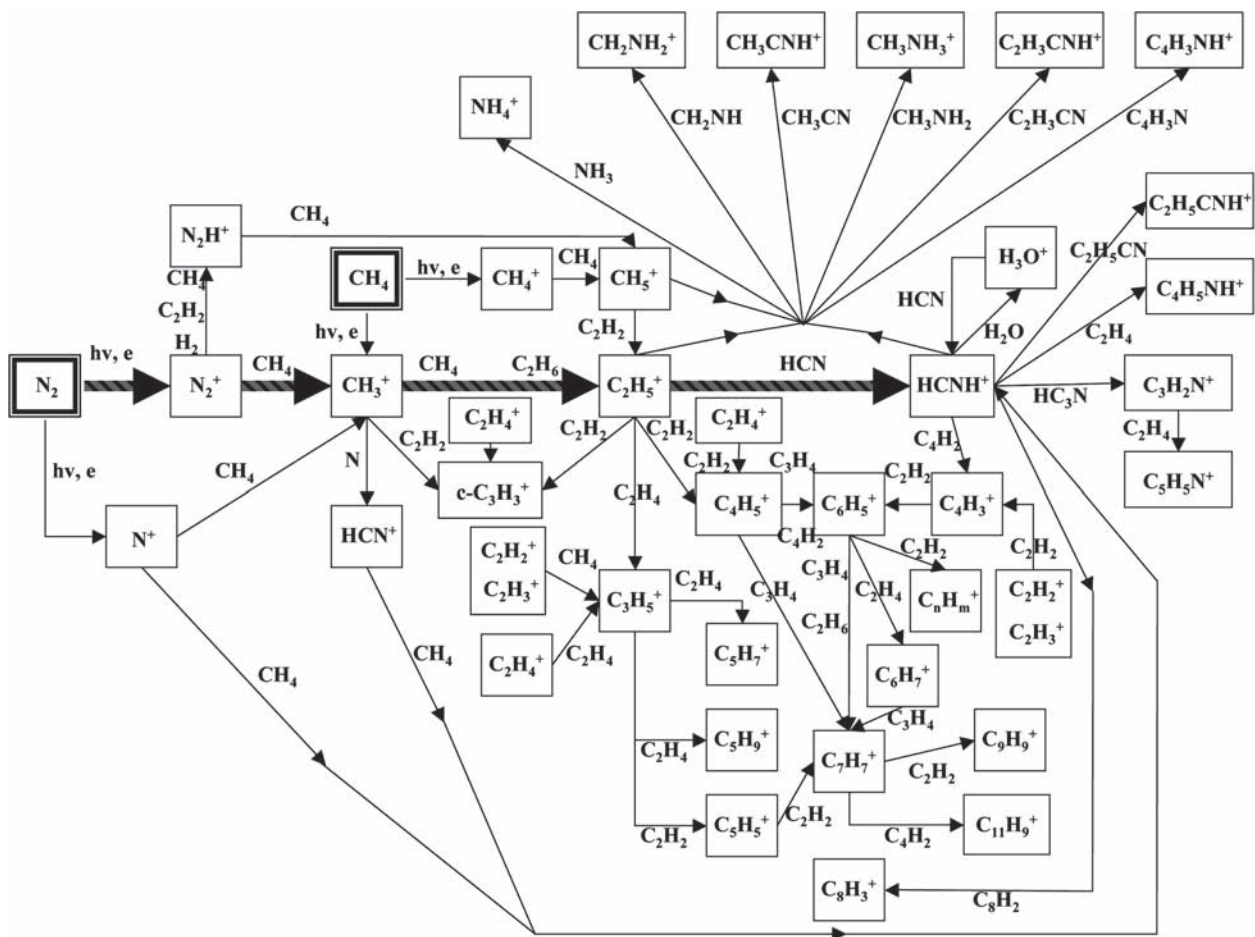 CH₂NH₂⁺ CH₃CNH⁺ CH₃NH₃⁺ C₂H₃CNH⁺ C₄H₃NH⁺
NH₄⁺ CH₂NH CH₃CN CH₃NH₂ C₂H₃CN C₄H₃N
NH₃
C₂H₅CNH⁺
N₂H⁺ CH₄
C₂H₅CN
CH₄ hν, e CH₄⁺ CH₄ CH₅⁺ H₃O⁺
CH₄
C₄H₅NH⁺
C₂H₂ HCN
hν, e C₂H₂ H₂O C₂H₄
H₂
hν, e CH₄ CH₄ C₂H₆ HCN
N₂ N₂⁺ CH₃⁺ C₂H₅⁺ HCNH⁺ HC₃N C₃H₂N⁺
C₂H₄⁺ C₂H₄⁺
C₂H₂ C₂H₂ C₂H₂ C₄H₂ C₂H₄
N C₂H₂ C₃H₄ C₂H₂
hν, e CH₄ c-C₃H₃⁺ C₂H₄ C₄H₅⁺ C₆H₅⁺ C₄H₃⁺ C₅H₅N⁺
N⁺ HCN⁺ C₄H₂
C₂H₂⁺ CH₄ C₂H₄ C₃H₄ C₃H₄ C₂H₂ C₂H₂
C₂H₃⁺ C₃H₅⁺ C₂H₄ CₙHₘ⁺ C₂H₂⁺
C₂H₆ C₂H₃⁺
C₂H₄⁺ C₂H₄ C₅H₇⁺
CH₄ CH₄ C₆H₇⁺
C₃H₄
C₂H₄ C₅H₉⁺ C₇H₇⁺ C₉H₉⁺
C₂H₂
C₂H₂ C₅H₅⁺ C₂H₂ C₄H₂ C₁₁H₉⁺
C₈H₃⁺ C₈H₂